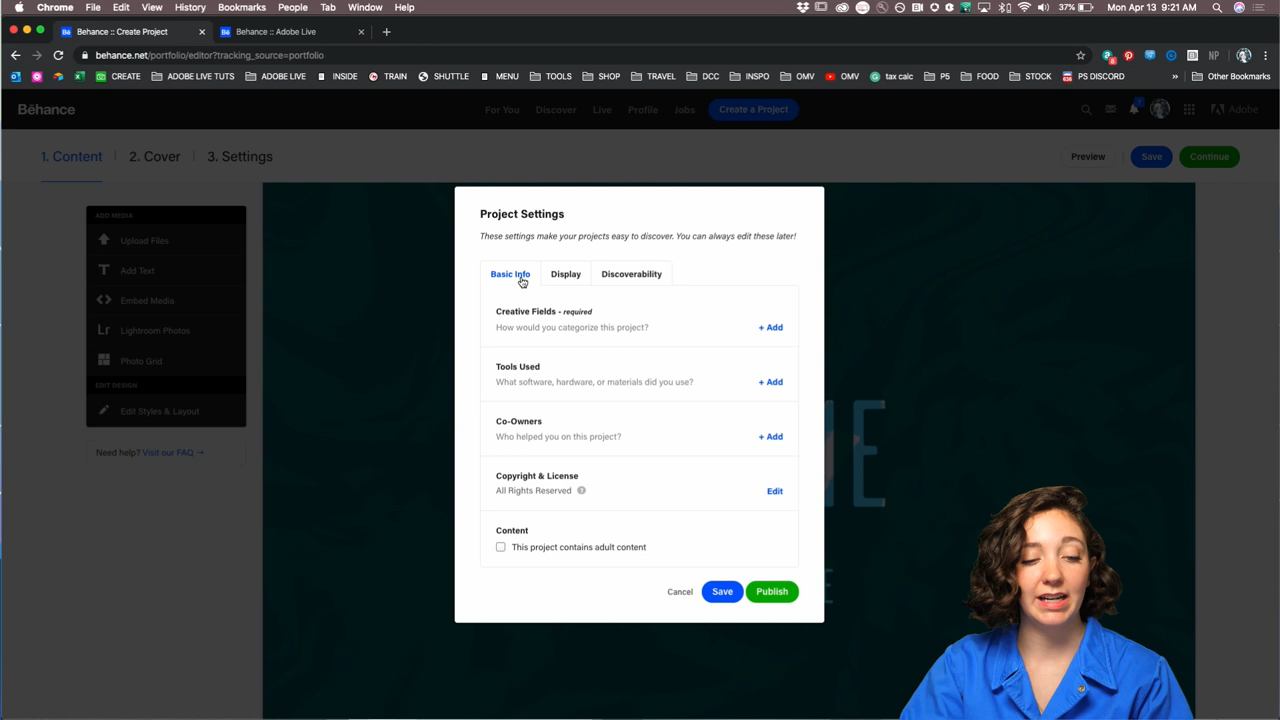 Chrome File Edit View History Bookmarks People Tab Window Help 37% Mon Apr 13 9:21 AM
Behance :: Create Project Behance :: Adobe Live
behance.net/portfolio/editor?tracking_source=portfolio NP
CREATE ADOBE LIVE TUTS ADOBE LIVE INSIDE TRAIN SHUTTLE MENU TOOLS SHOP TRAVEL DCC INSPO OMV OMV tax calc P5 FOOD STOCK PS DISCORD » Other Bookmarks
Bēhance For You Discover Live Profile Jobs Create a Project Adobe
1. Content 2. Cover 3. Settings Preview Save Continue
ADD MEDIA
Upload Files
Add Text
Embed Media
Lr Lightroom Photos
Photo Grid
EDIT DESIGN
Edit Styles & Layout
Need help? Visit our FAQ →
Project Settings
These settings make your projects easy to discover. You can always edit these later!
Basic Info Display Discoverability
Creative Fields - required
How would you categorize this project? + Add
Tools Used
What software, hardware, or materials did you use? + Add
Co-Owners
Who helped you on this project? + Add
Copyright & License
All Rights Reserved ? Edit
Content
This project contains adult content
Cancel Save Publish